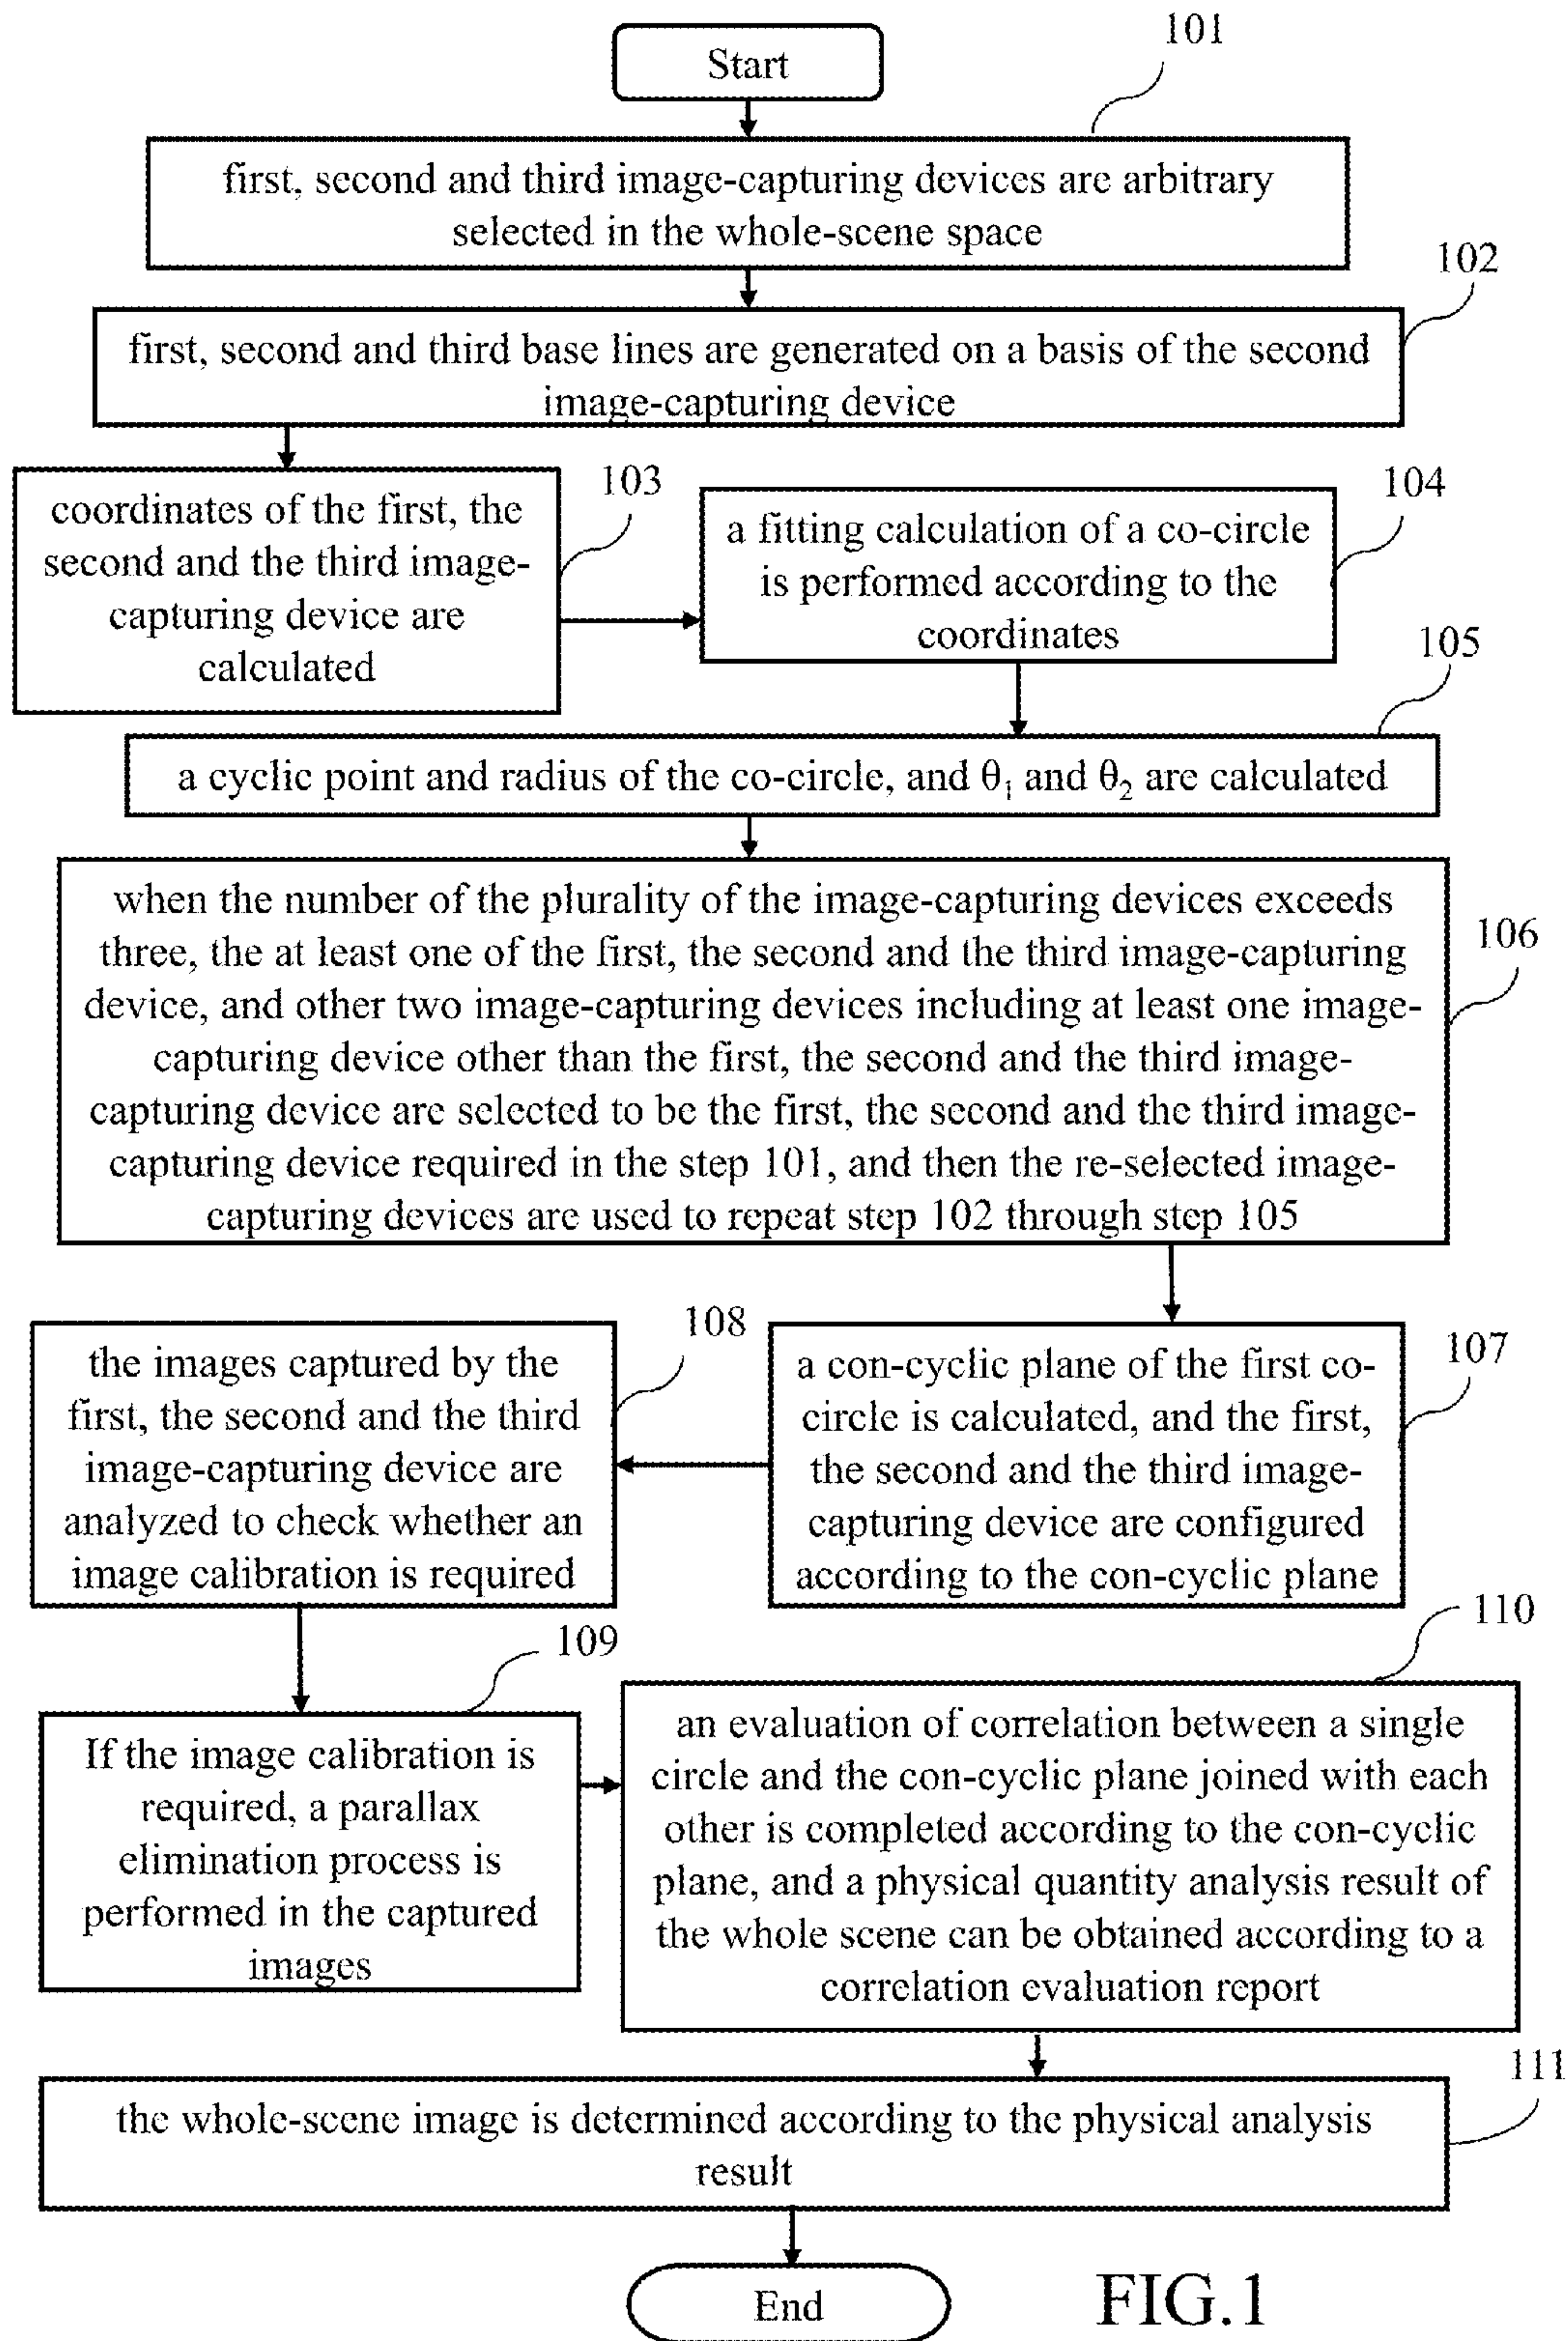 Start
101
first, second and third image-capturing devices are arbitrary
selected in the whole-scene space
102
first, second and third base lines are generated on a basis of the second
image-capturing device
103
coordinates of the first, the
second and the third image-
capturing device are
calculated
104
a fitting calculation of a co-circle
is performed according to the
coordinates
105
a cyclic point and radius of the co-circle, and θ₁ and θ₂ are calculated
106
when the number of the plurality of the image-capturing devices exceeds
three, the at least one of the first, the second and the third image-capturing
device, and other two image-capturing devices including at least one image-
capturing device other than the first, the second and the third image-
capturing device are selected to be the first, the second and the third image-
capturing device required in the step 101, and then the re-selected image-
capturing devices are used to repeat step 102 through step 105
107
a con-cyclic plane of the first co-
circle is calculated, and the first,
the second and the third image-
capturing device are configured
according to the con-cyclic plane
108
the images captured by the
first, the second and the third
image-capturing device are
analyzed to check whether an
image calibration is required
109
If the image calibration is
required, a parallax
elimination process is
performed in the captured
images
110
an evaluation of correlation between a single
circle and the con-cyclic plane joined with each
other is completed according to the con-cyclic
plane, and a physical quantity analysis result of
the whole scene can be obtained according to a
correlation evaluation report
111
the whole-scene image is determined according to the physical analysis
result
End
FIG.1